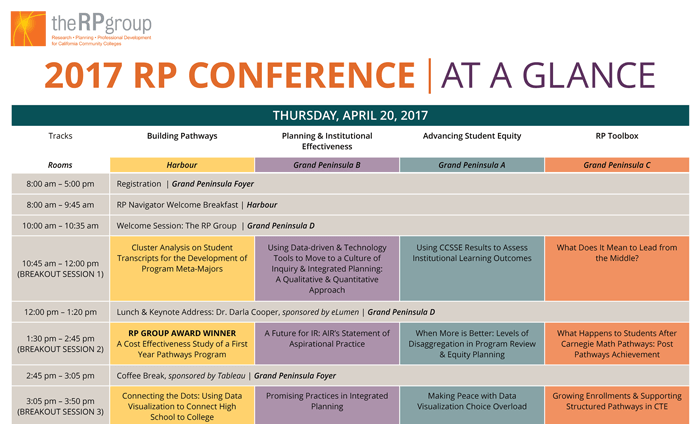 theRPgroup
Research • Planning • Professional Development
for California Community Colleges
2017 RP CONFERENCE | AT A GLANCE
THURSDAY, APRIL 20, 2017
Tracks
Building Pathways
Planning & Institutional
Effectiveness
Advancing Student Equity
RP Toolbox
Rooms
Harbour
Grand Peninsula B
Grand Peninsula A
Grand Peninsula C
8:00 am – 5:00 pm
Registration | Grand Peninsula Foyer
8:00 am – 9:45 am
RP Navigator Welcome Breakfast | Harbour
10:00 am – 10:35 am
Welcome Session: The RP Group | Grand Peninsula D
10:45 am – 12:00 pm
(BREAKOUT SESSION 1)
Cluster Analysis on Student
Transcripts for the Development of
Program Meta-Majors
Using Data-driven & Technology
Tools to Move to a Culture of
Inquiry & Integrated Planning:
A Qualitative & Quantitative
Approach
Using CCSSE Results to Assess
Institutional Learning Outcomes
What Does It Mean to Lead from
the Middle?
12:00 pm – 1:20 pm
Lunch & Keynote Address: Dr. Darla Cooper, sponsored by eLumen | Grand Peninsula D
1:30 pm – 2:45 pm
(BREAKOUT SESSION 2)
RP GROUP AWARD WINNER
A Cost Effectiveness Study of a First
Year Pathways Program
A Future for IR: AIR's Statement of
Aspirational Practice
When More is Better: Levels of
Disaggregation in Program Review
& Equity Planning
What Happens to Students After
Carnegie Math Pathways: Post
Pathways Achievement
2:45 pm – 3:05 pm
Coffee Break, sponsored by Tableau | Grand Peninsula Foyer
3:05 pm – 3:50 pm
(BREAKOUT SESSION 3)
Connecting the Dots: Using Data
Visualization to Connect High
School to College
Promising Practices in Integrated
Planning
Making Peace with Data
Visualization Choice Overload
Growing Enrollments & Supporting
Structured Pathways in CTE